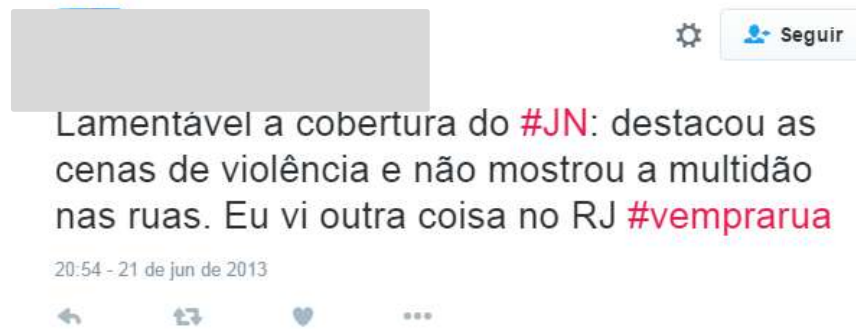 Seguir
Lamentável a cobertura do #JN: destacou as
cenas de violência e não mostrou a multidão
nas ruas. Eu vi outra coisa no RJ #vemprarua
20:54 - 21 de jun de 2013